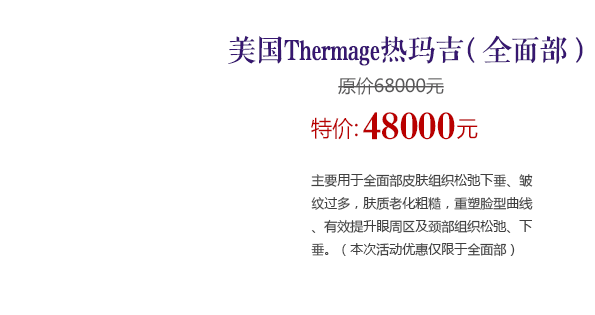 美国Thermage热玛吉(全面部)
原价68000元
特价:48000元
主要用于全面部皮肤组织松弛下垂、皱
纹过多，肤质老化粗糙，重塑脸型曲线
、有效提升眼周区及颈部组织松弛、下
垂。（本次活动优惠仅限于全面部）